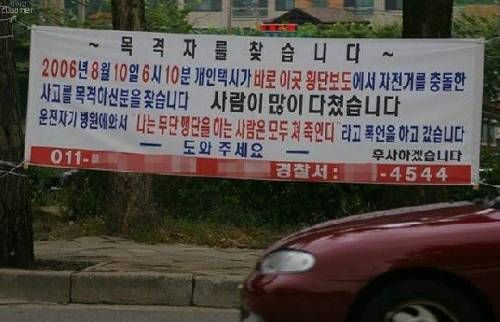 ~ 목격자를 찾습니다 ~
2006년 8월 10일 6시 10분 개인택시가 바로 이곳 횡단보도에서 자전거를 충돌한
사고를 목격하신분을 찾습니다 사람이 많이 다쳤습니다
운전자가 병원에와서 "나는 무단 행단을 하는 사람은 모두 쳐 죽인다" 라고 폭언을 하고 갔습니다
도와 주세요 후사하겠습니다
011- 경찰서: -4544